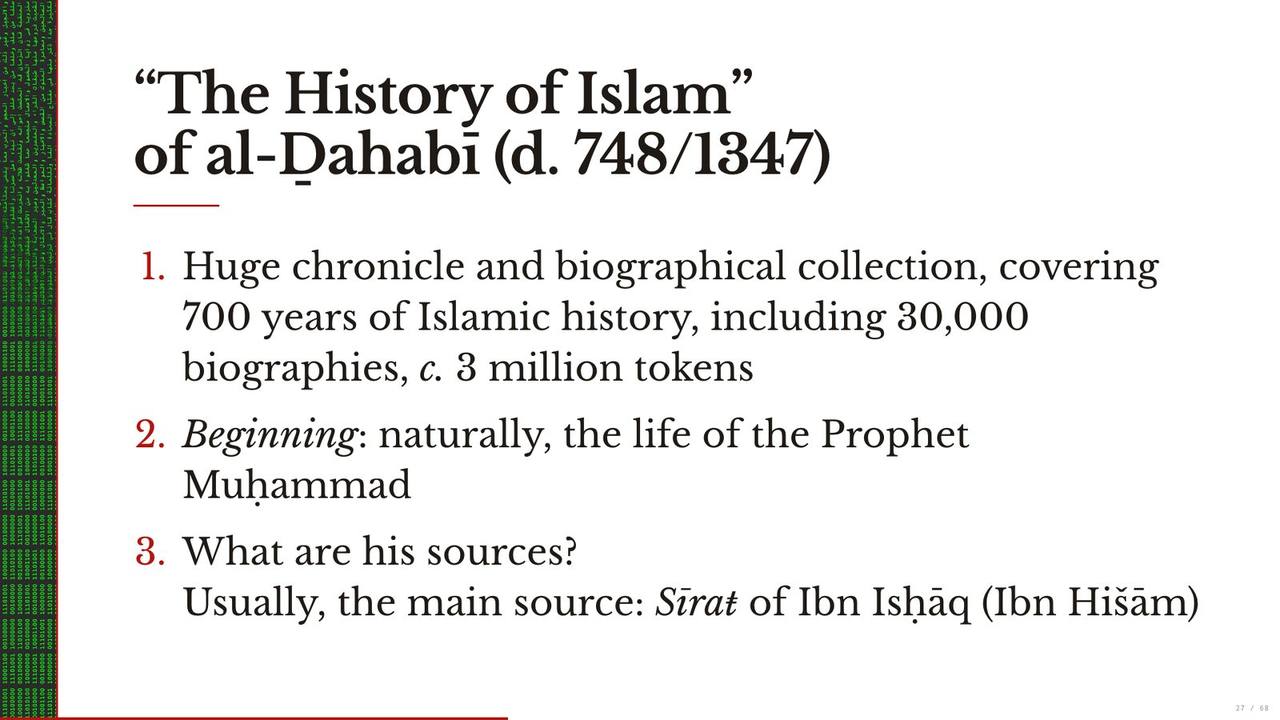 “The History of Islam”
of al-Ḏahabī (d. 748/1347)
1. Huge chronicle and biographical collection, covering
700 years of Islamic history, including 30,000
biographies, c. 3 million tokens
2. Beginning: naturally, the life of the Prophet
Muḥammad
3. What are his sources?
Usually, the main source: Sīraŧ of Ibn Isḥāq (Ibn Hišām)
27 / 68